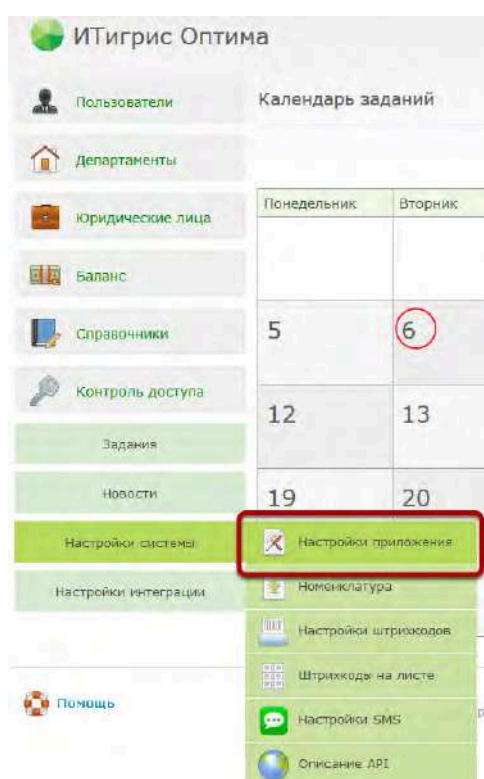 ИТигрис Оптима
Пользователи
Департаменты
Юридические лица
Баланс
Справочники
Контроль доступа
Задания
Новости
Настройки системы
Настройки интеграции
Помощь
Календарь заданий
Понедельник Вторник
5 6
12 13
19 20
Настройки приложения
Номенклатура
Настройки штрихкодов
Штрихкоды на листе
Настройки SMS
Описание API